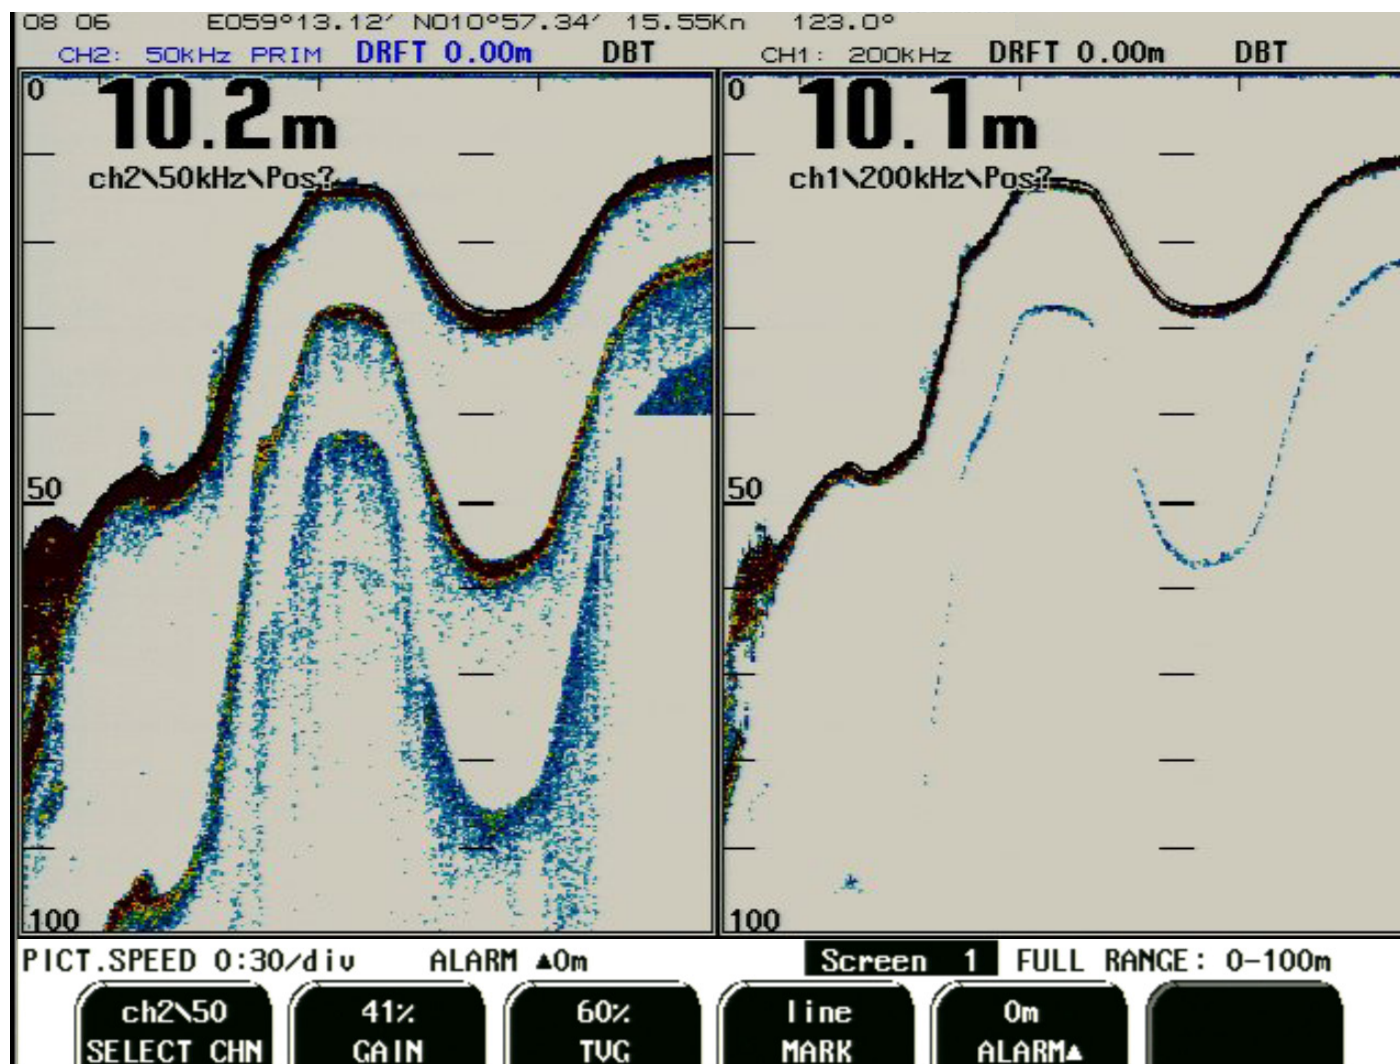 08 06 E059°13.12′ N010°57.34′ 15.55Kn 123.0°
CH2: 50KHz PRIM DRFT 0.00m DBT CH1: 200KHz DRFT 0.00m DBT
0
10.2m
ch2\50kHz\Pos?
50
100
0
10.1m
ch1\200kHz\Pos?
50
100
PICT.SPEED 0:30/div ALARM ▲0m Screen 1 FULL RANGE: 0-100m
ch2\50 41% 60% line 0m
SELECT CHN GAIN TVG MARK ALARM▲